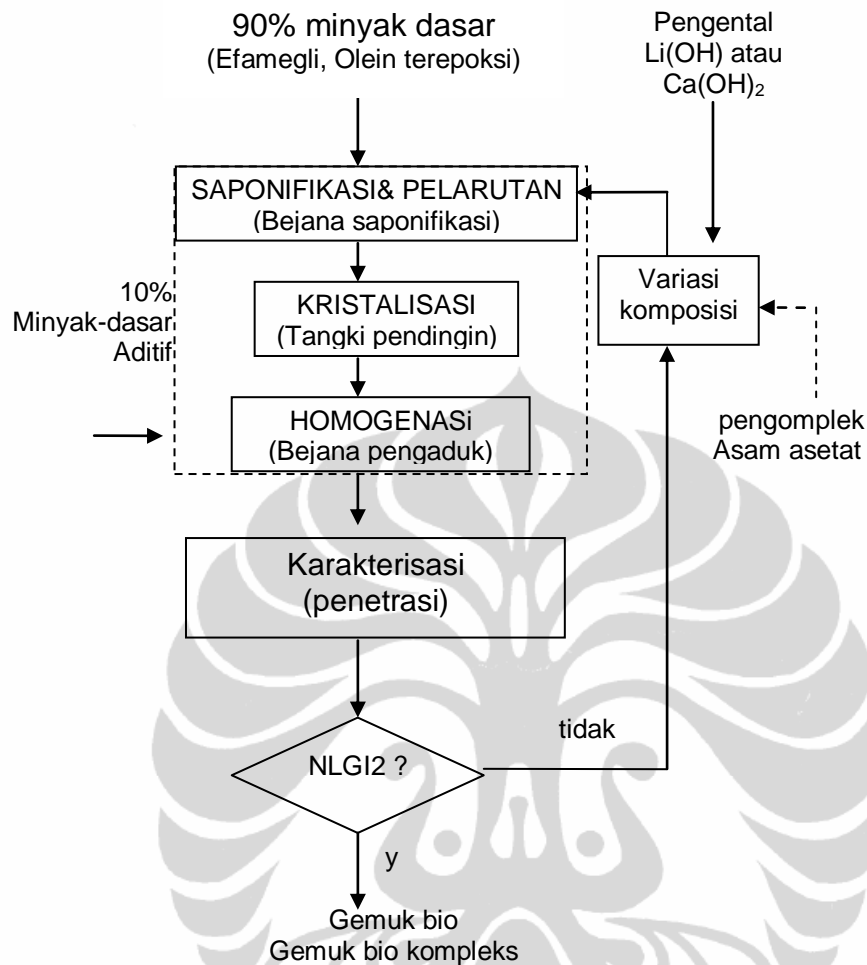 90% minyak dasar
(Efamegli, Olein terepoksi)
Pengental
Li(OH) atau
Ca(OH)₂
SAPONIFIKASI& PELARUTAN
(Bejana saponifikasi)
Variasi
komposisi
10%
Minyak-dasar
Aditif
KRISTALISASI
(Tangki pendingin)
HOMOGENASi
(Bejana pengaduk)
pengomplek
Asam asetat
Karakterisasi
(penetrasi)
tidak
NLGI2 ?
y
Gemuk bio
Gemuk bio kompleks